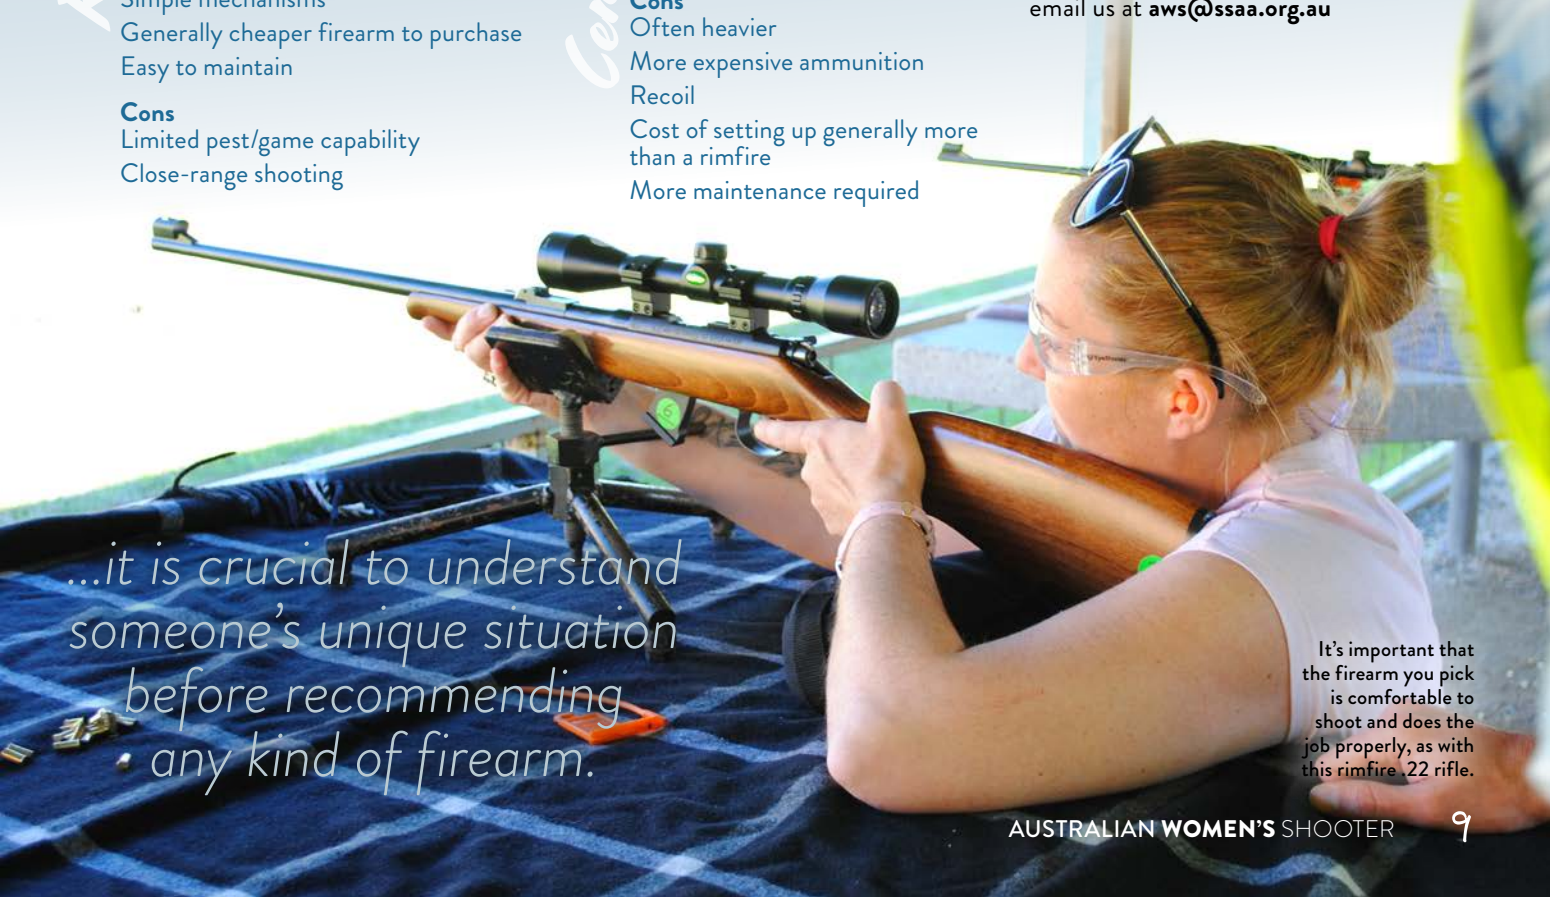 Simple mechanisms
Generally cheaper firearm to purchase
Easy to maintain
Cons
Limited pest/game capability
Close-range shooting
Cons
Often heavier
More expensive ammunition
Recoil
Cost of setting up generally more
than a rimfire
More maintenance required
email us at aws@ssaa.org.au
6
...it is crucial to understand
someone's unique situation
before recommending
any kind of firearm.
It's important that
the firearm you pick
is comfortable to
shoot and does the
job properly, as with
this rimfire .22 rifle.
AUSTRALIAN WOMEN'S SHOOTER 9